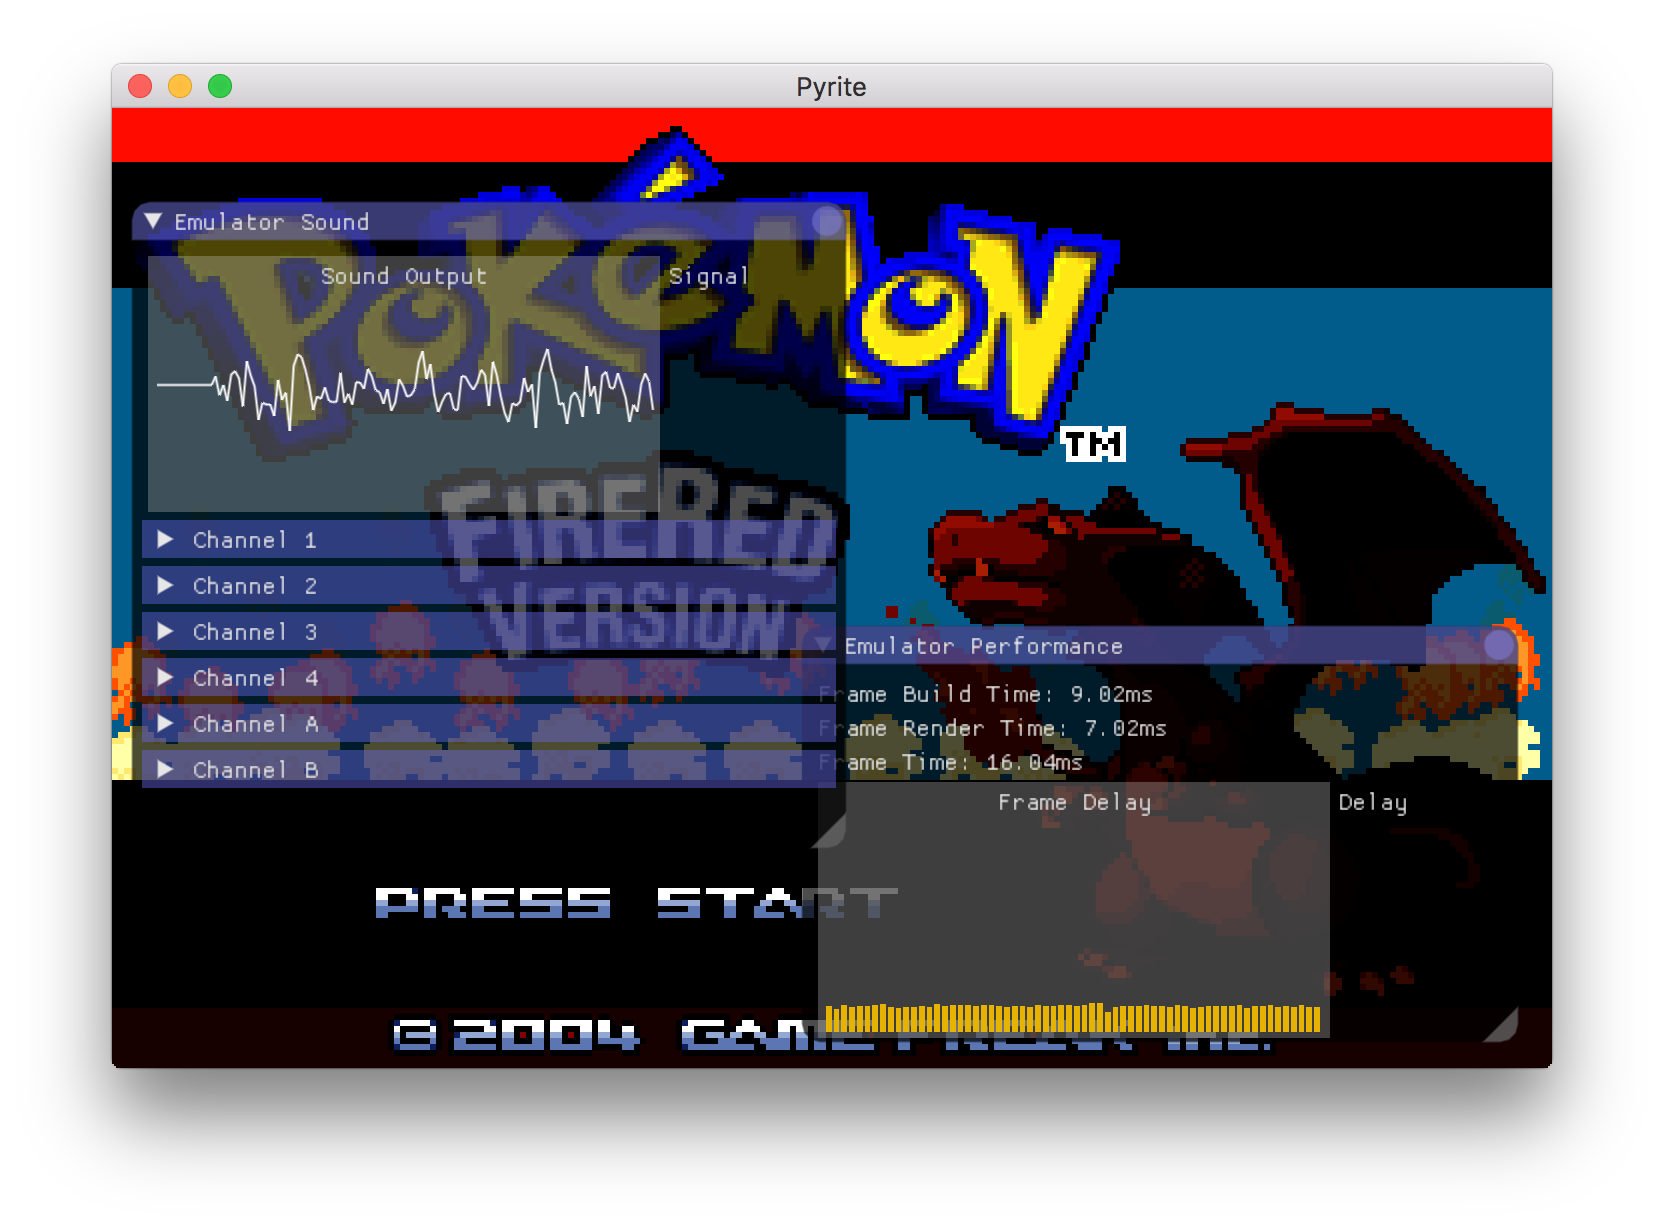 Pyrite
POKéMON
TM
Emulator Sound
Sound Output
Signal
FIRERED
VERSION
Channel 1
Channel 2
Channel 3
Channel 4
Channel A
Channel B
Emulator Performance
Frame Build Time: 9.02ms
Frame Render Time: 7.02ms
Frame Time: 16.04ms
Frame Delay
Delay
PRESS START
©2004 GAME FREAK inc.